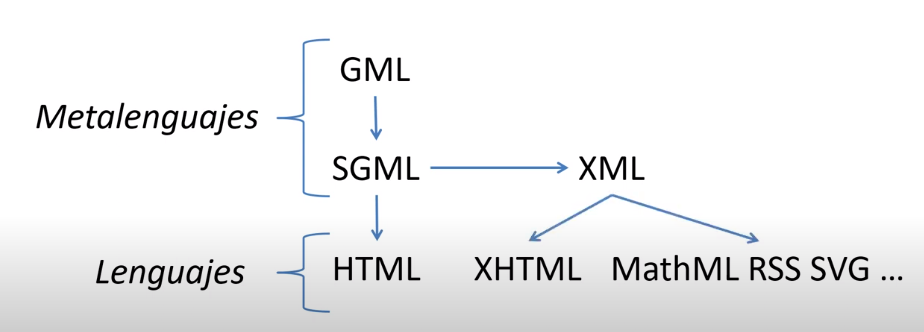 GML
Metalenguajes
SGML XML
Lenguajes HTML XHTML MathML RSS SVG ...